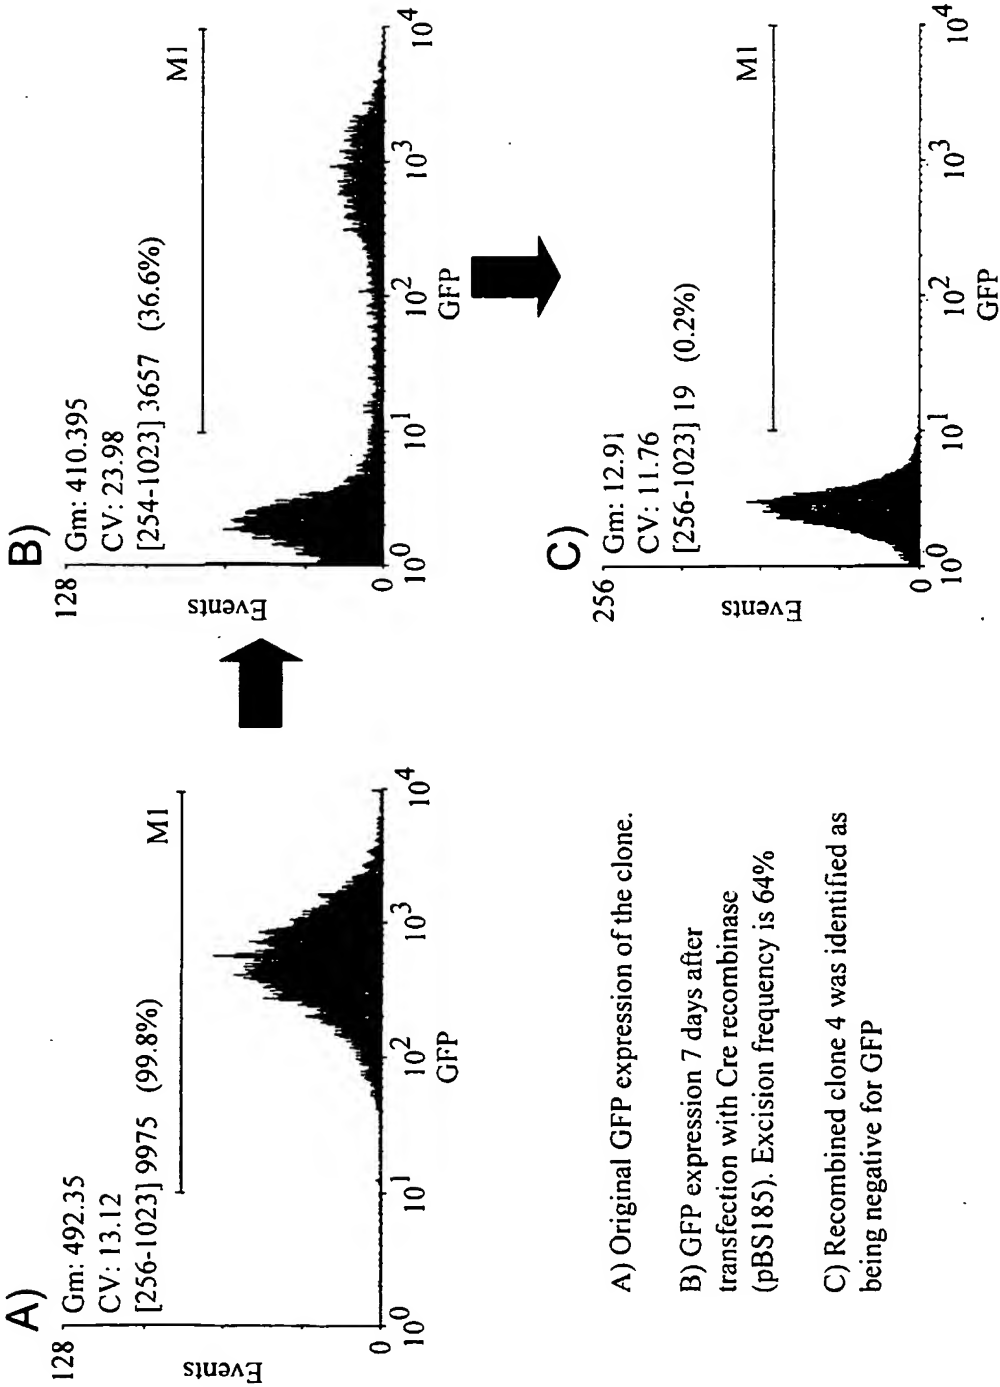 A)
Gm: 492.35
CV: 13.12
[256-1023] 9975 (99.8%)
M1
128
Events
0
10^0 10^1 10^2 10^3 10^4
GFP
B)
Gm: 410.395
CV: 23.98
[254-1023] 3657 (36.6%)
M1
128
Events
0
10^0 10^1 10^2 10^3 10^4
GFP
C)
Gm: 12.91
CV: 11.76
[256-1023] 19 (0.2%)
M1
256
Events
0
10^0 10^1 10^2 10^3 10^4
GFP
A) Original GFP expression of the clone.
B) GFP expression 7 days after
transfection with Cre recombinase
(pBS185). Excision frequency is 64%
C) Recombined clone 4 was identified as
being negative for GFP